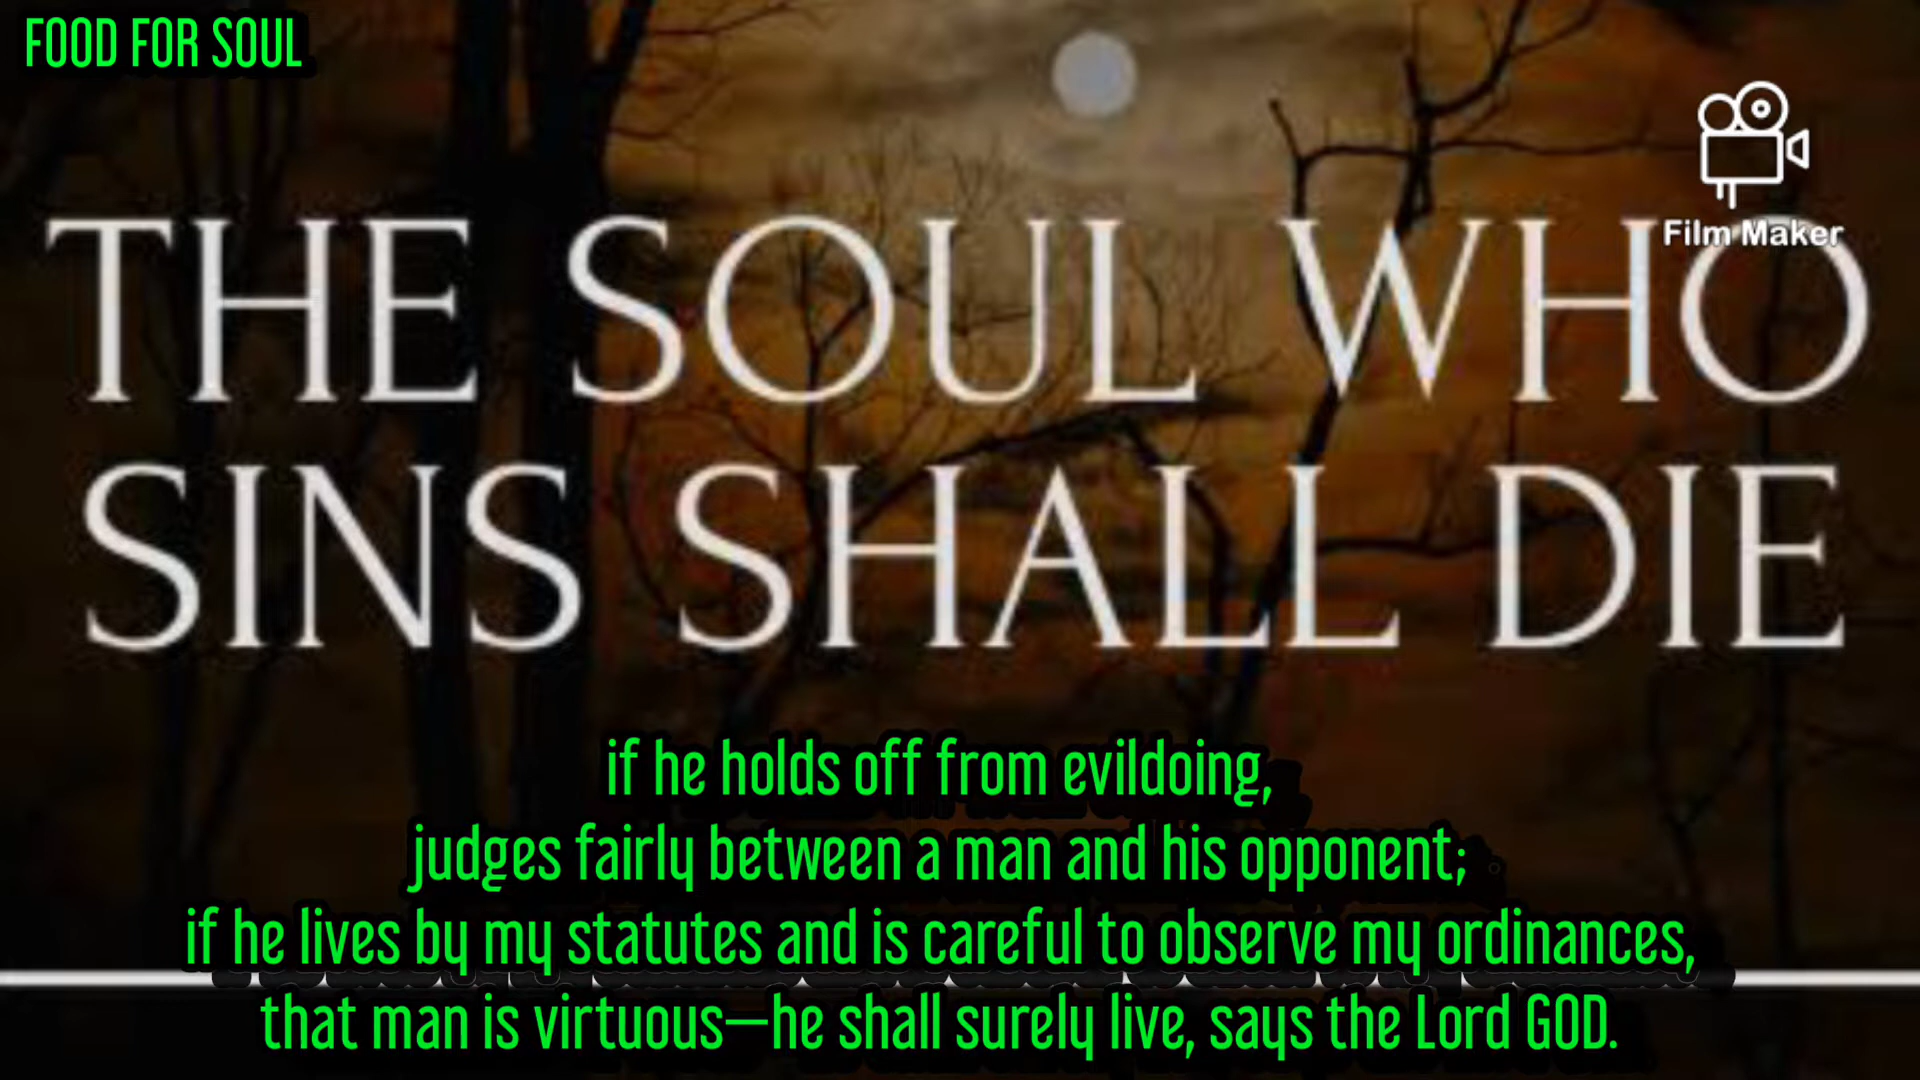 FOOD FOR SOUL
Film Maker
THE SOUL WHO
SINS SHALL DIE
if he holds off from evildoing,
judges fairly between a man and his opponent;
if he lives by my statutes and is careful to observe my ordinances,
that man is virtuous—he shall surely live, says the Lord GOD.